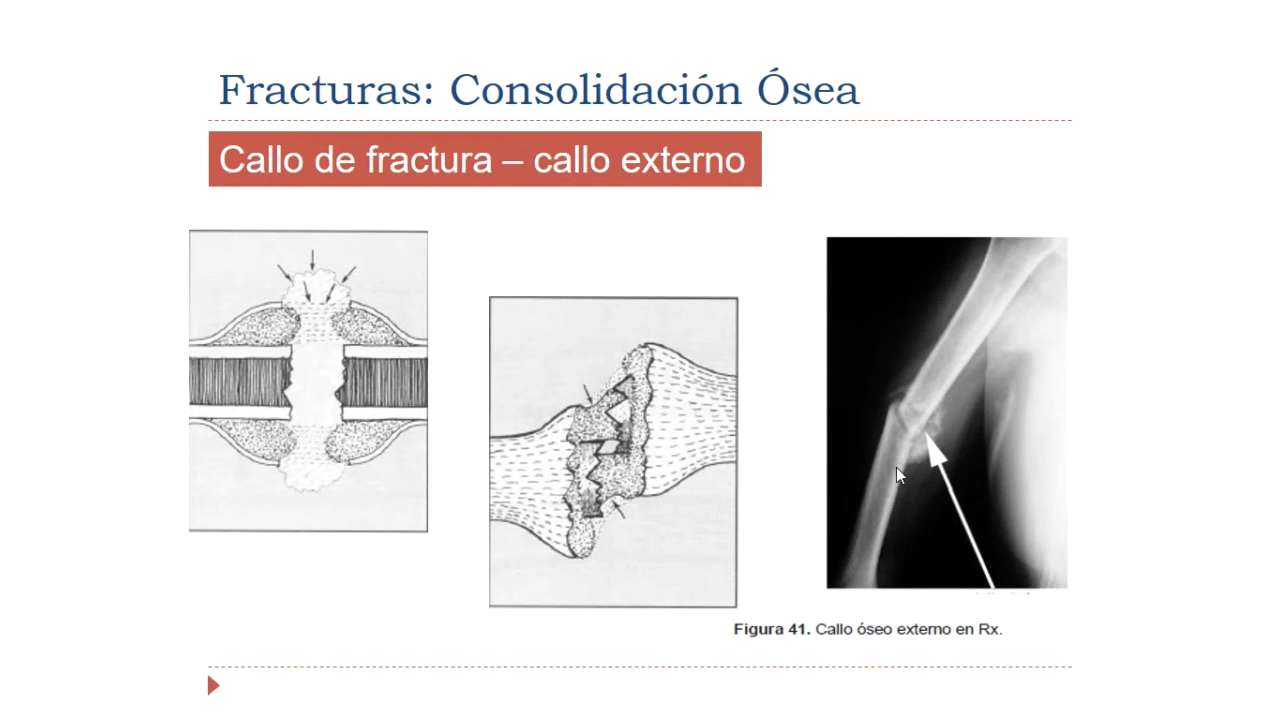 Fracturas: Consolidación Ósea
Callo de fractura – callo externo
Figura 41. Callo óseo externo en Rx.